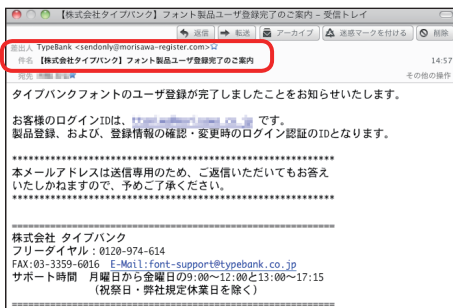 【株式会社タイプバンク】フォント製品ユーザ登録完了のご案内 – 受信トレイ
返信 転送 アーカイブ 迷惑マークを付ける 削除
差出人 TypeBank <sendonly@morisawa-register.com>
件名 【株式会社タイプバンク】フォント製品ユーザ登録完了のご案内 14:57
宛先 その他の操作
タイプバンクフォントのユーザ登録が完了しましたことをお知らせいたします。
お客様のログインIDは、 です。
製品登録、および、登録情報の確認・変更時のログイン認証のIDとなります。
**********************************************************
本メールアドレスは送信専用のため、ご返信いただいてもお答え
いたしかねますので、予めご了承ください。
**********************************************************
==========================================================
株式会社 タイプバンク
フリーダイヤル：0120-974-614
FAX:03-3359-6016 E-Mail:font-support@typebank.co.jp
サポート時間 月曜日から金曜日の9:00〜12:00と13:00〜17:15
（祝祭日・弊社規定休業日を除く）
==========================================================